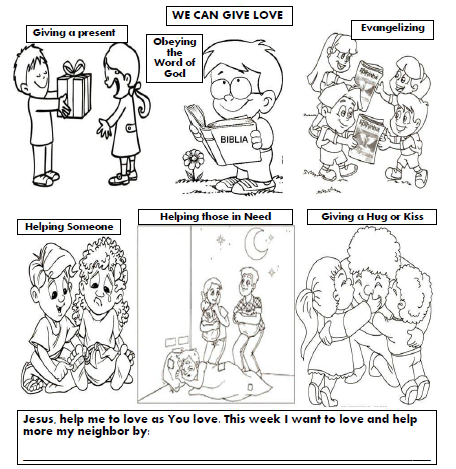 WE CAN GIVE LOVE
Giving a present
Obeying
the
Word of
God
Evangelizing
BIBLIA
Helping Someone
Helping those in Need
Giving a Hug or Kiss
Jesus, help me to love as You love. This week I want to love and help
more my neighbor by: